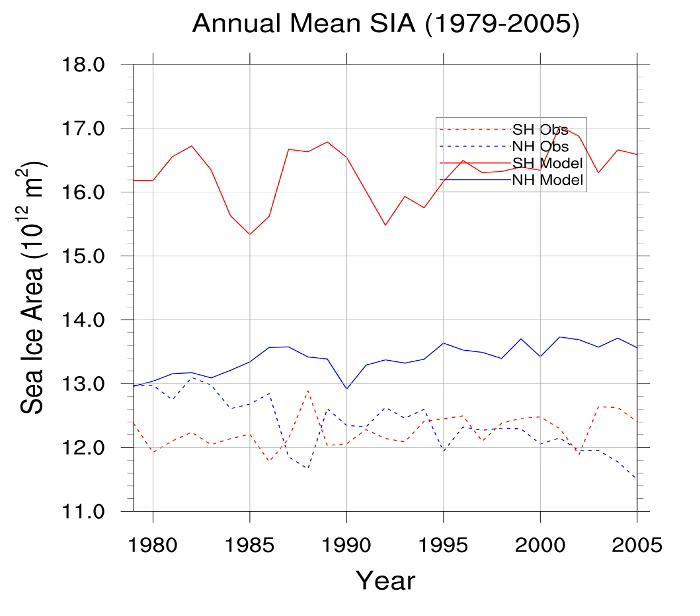 Annual Mean SIA (1979-2005)
18.0
17.0
16.0
15.0
14.0
13.0
12.0
11.0
Sea Ice Area (10¹² m²)
SH Obs
NH Obs
SH Model
NH Model
1980 1985 1990 1995 2000 2005
Year